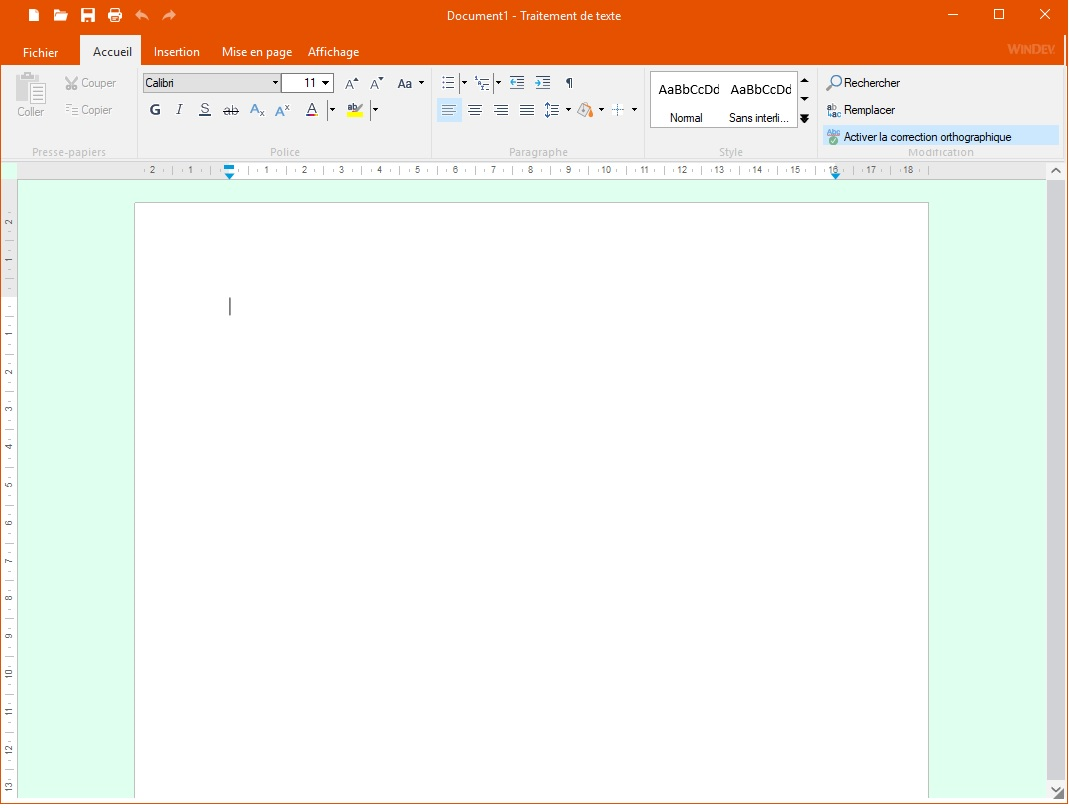 Document1 - Traitement de texte
Fichier Accueil Insertion Mise en page Affichage WINDEV
Calibri 11 Aa AaBbCcDd AaBbCcDd Rechercher
Couper
Coller Copier G I S ab Normal Sans interli... Remplacer
Activer la correction orthographique
Presse-papiers Police Paragraphe Style Modification
2 1 1 2 3 4 5 6 7 8 9 10 11 12 13 14 15 16 17 18
2
1
1
2
3
4
5
6
7
8
9
10
11
12
13